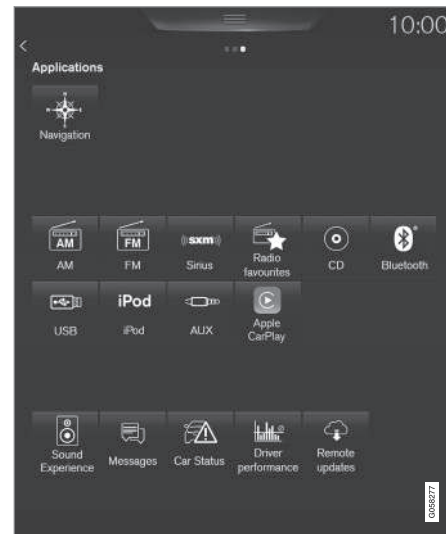 10:00
Applications
Navigation
AM
FM
sxm
AM
FM
Sirius
Radio
favourites
CD
Bluetooth
iPod
USB
iPod
AUX
Apple
CarPlay
Sound
Experience
Messages
Car Status
Driver
performance
Remote
updates
G058277